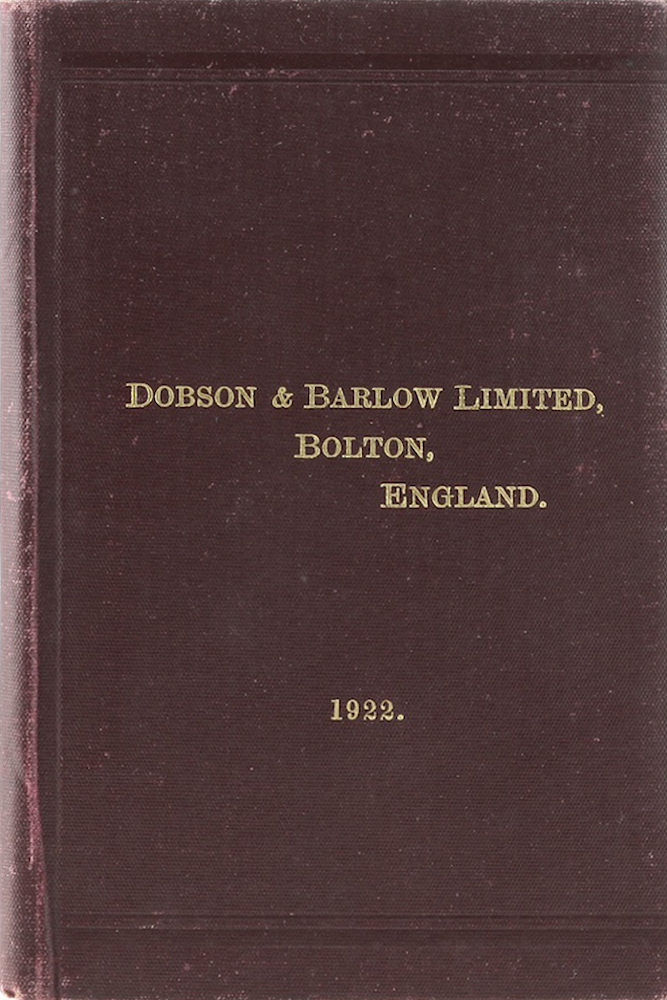 DOBSON & BARLOW LIMITED,
BOLTON,
ENGLAND.
1922.